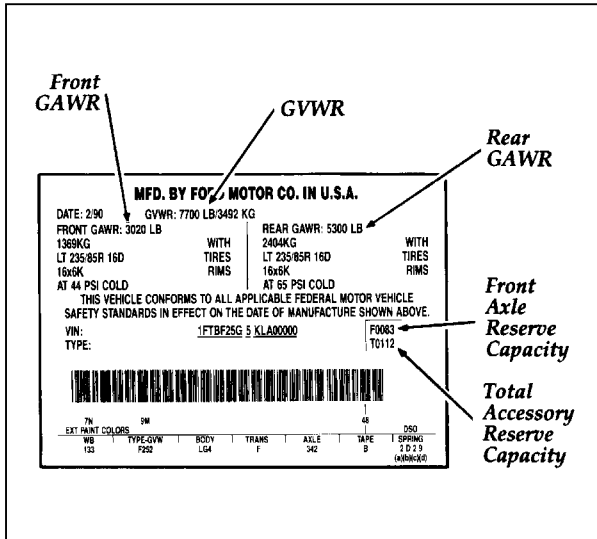 Front
GAWR
GVWR
Rear
GAWR
MFD. BY FORD MOTOR CO. IN U.S.A.
DATE: 2/90 GVWR: 7700 LB/3492 KG
FRONT GAWR: 3020 LB REAR GAWR: 5300 LB
1369KG WITH 2404KG WITH
LT 235/85R 16D TIRES LT 235/85R 16D TIRES
16x6K RIMS 16x6K RIMS
AT 44 PSI COLD AT 65 PSI COLD
THIS VEHICLE CONFORMS TO ALL APPLICABLE FEDERAL MOTOR VEHICLE
SAFETY STANDARDS IN EFFECT ON THE DATE OF MANUFACTURE SHOWN ABOVE.
VIN: 1FTBF25G 5 KLA00000 F0083
TYPE: T0112
Front
Axle
Reserve
Capacity
Total
Accessory
Reserve
Capacity
7N 9M 48
EXT PAINT COLORS DSO
WB TYPE-GVW BODY TRANS AXLE TAPE SPRING
133 F252 LG4 F 342 B 2 D 2 9
(a)(b)(c)(d)